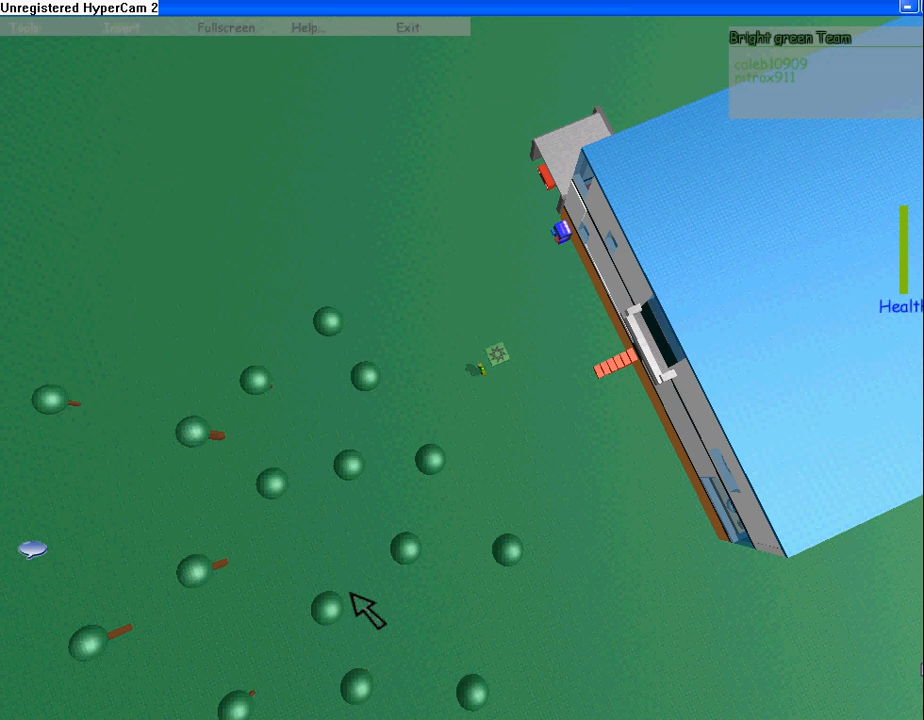 Unregistered HyperCam 2
Tools Insert Fullscreen Help... Exit
Bright green Team
caleb10909
nitrox911
Health